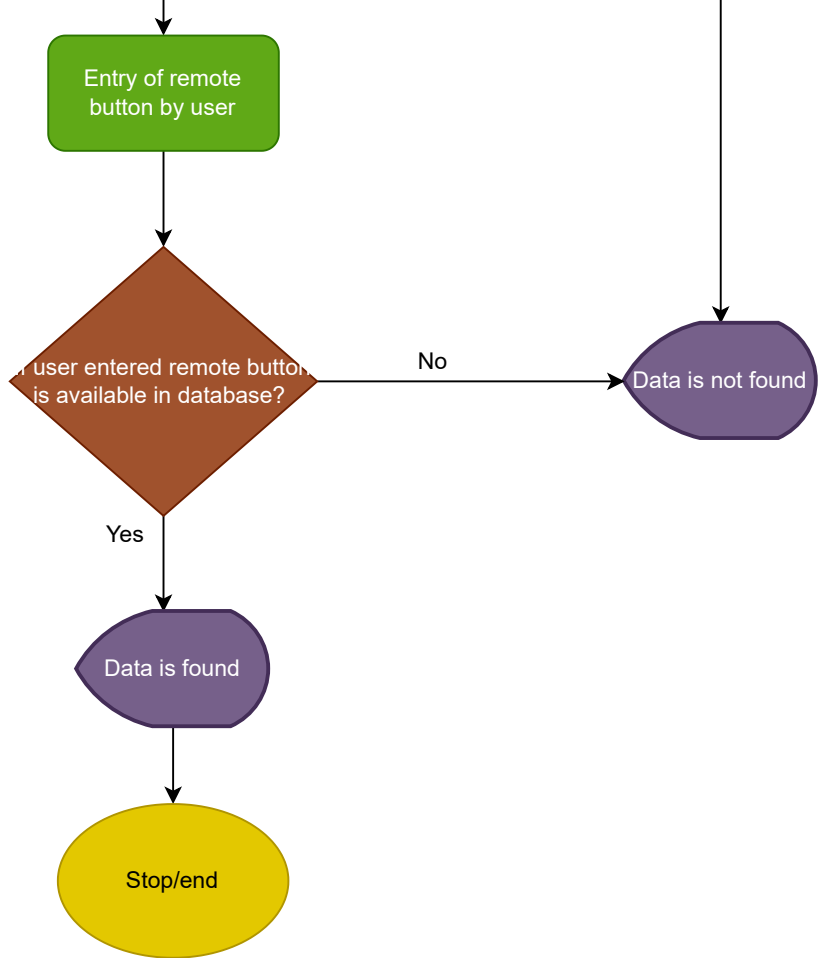 Entry of remote
button by user
user entered remote button
is available in database?
No
Data is not found
Yes
Data is found
Stop/end